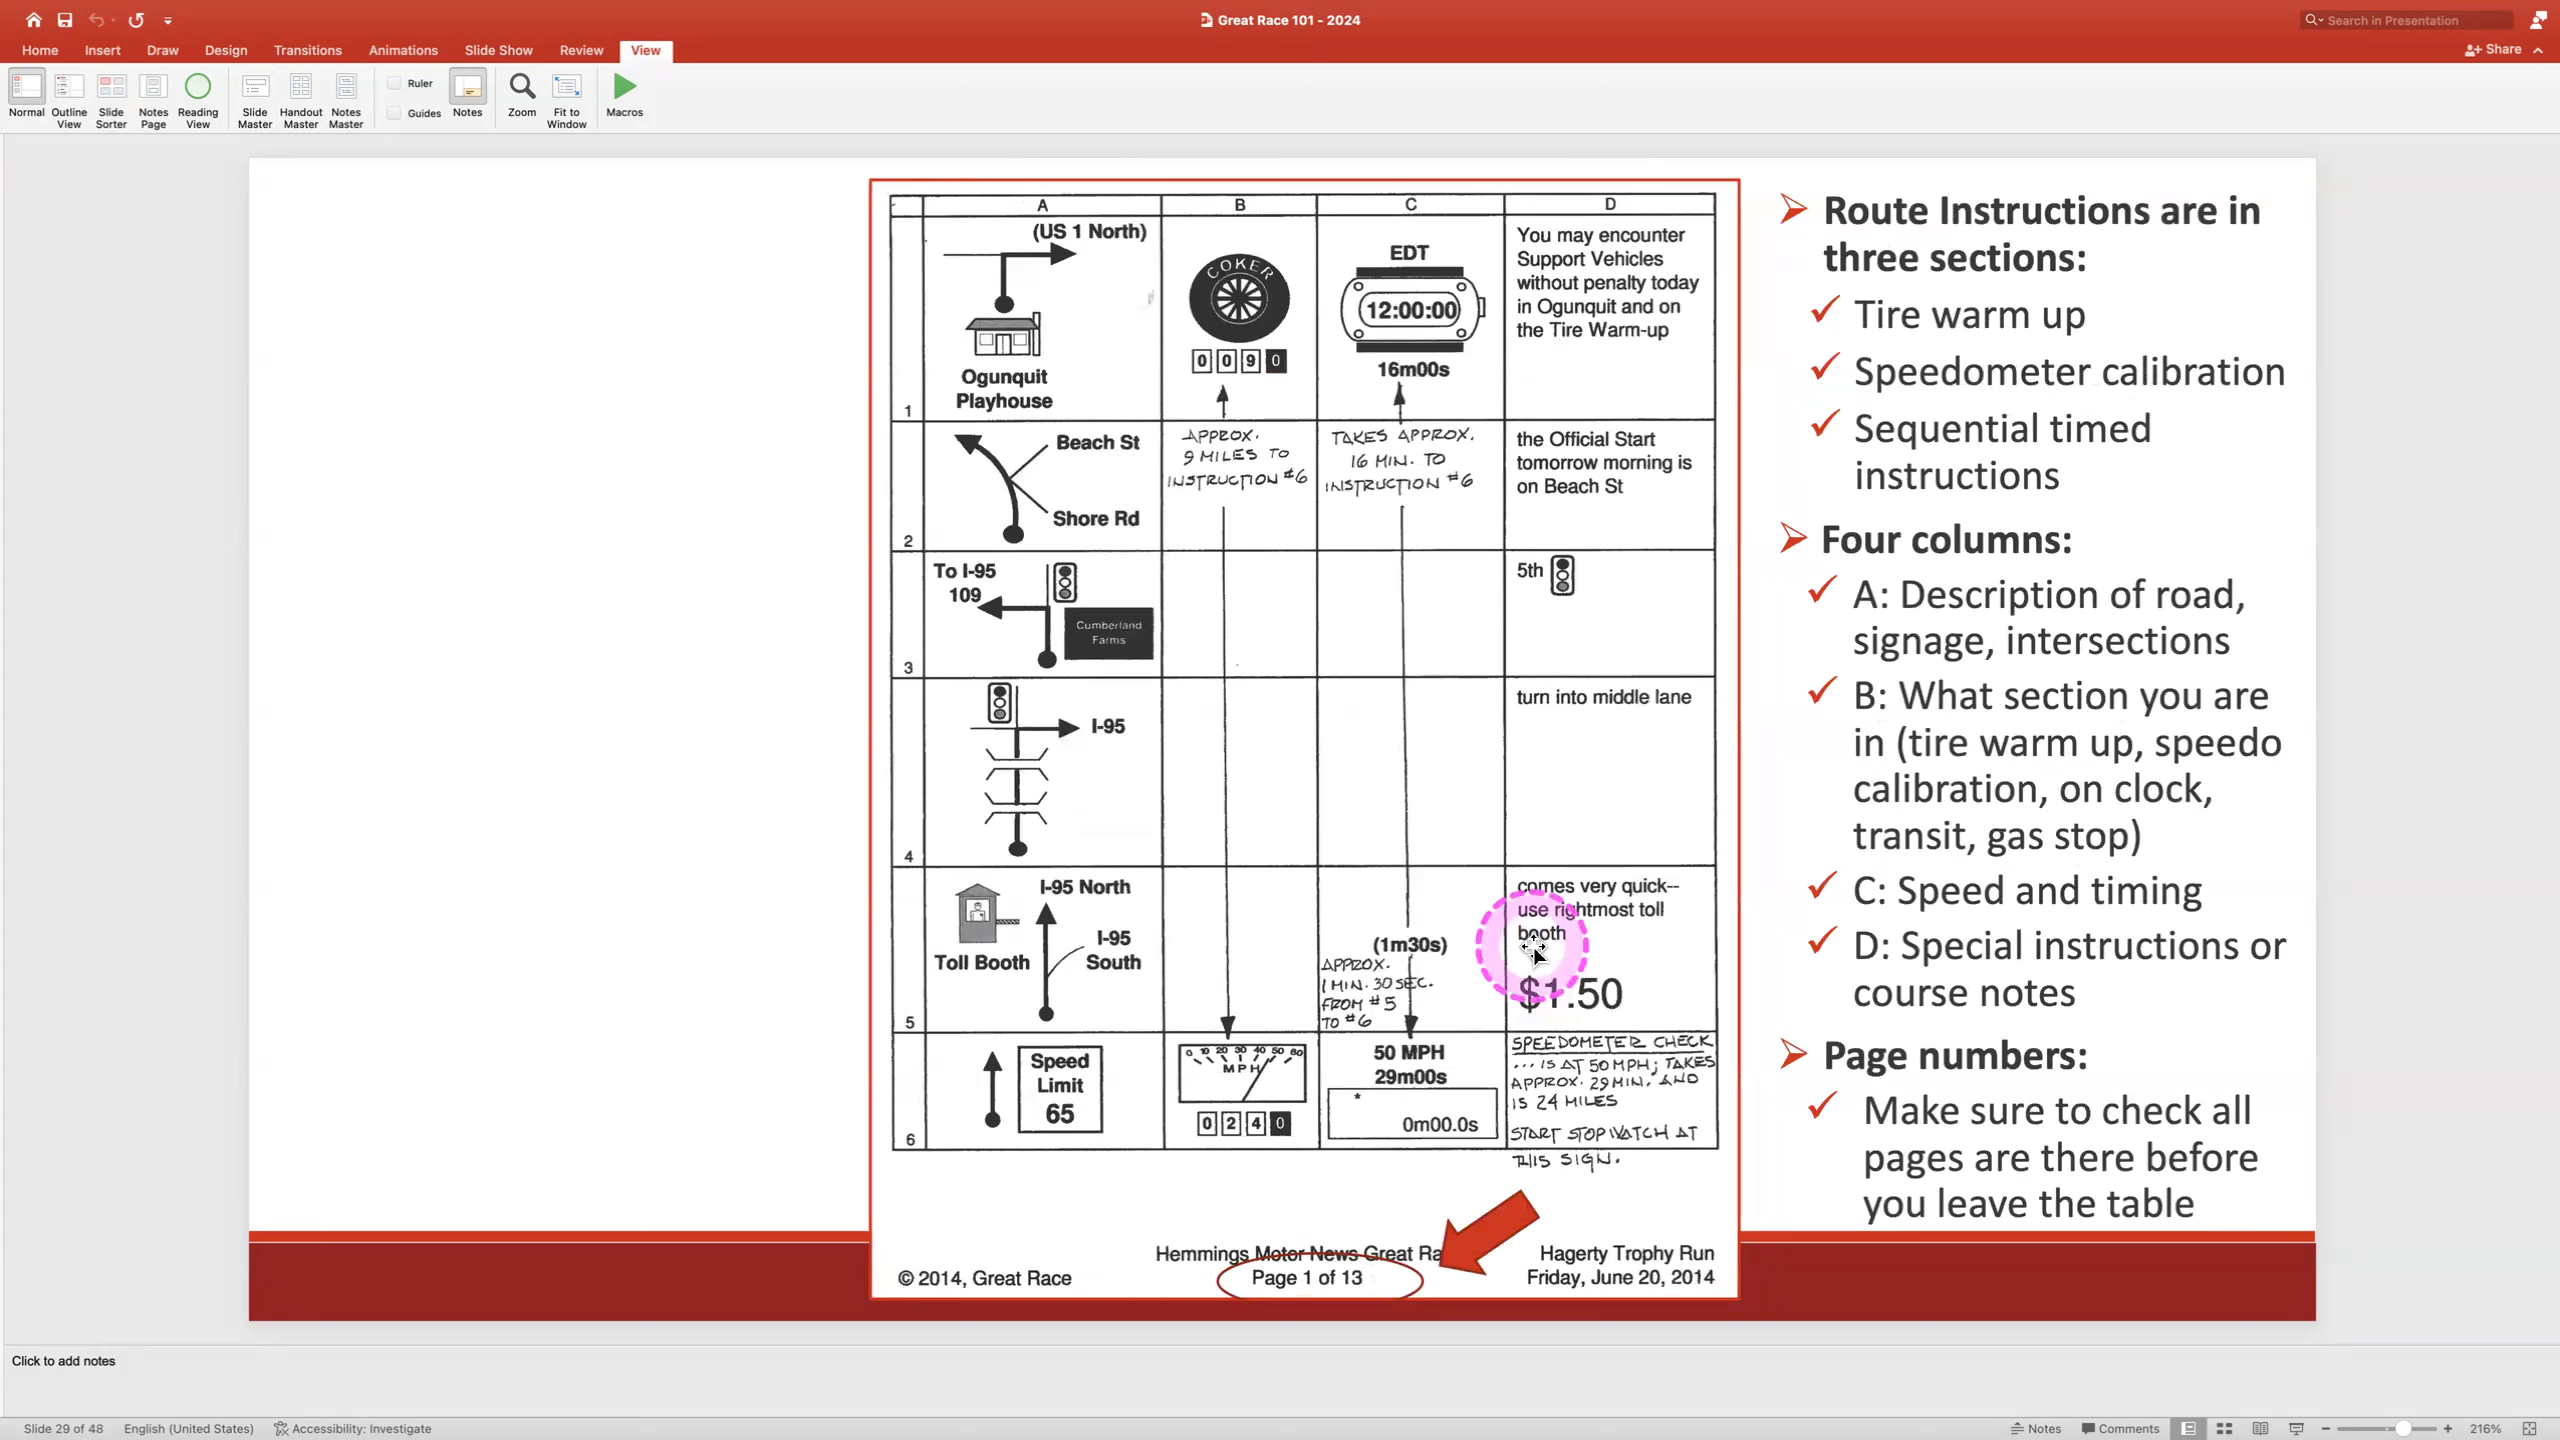 Great Race 101 - 2024
Search in Presentation
Home Insert Draw Design Transitions Animations Slide Show Review View
Share
Normal
Outline View
Slide Sorter
Notes Page
Reading View
Slide Master
Handout Master
Notes Master
Ruler
Guides
Notes
Zoom
Fit to Window
Macros
A B C D
(US 1 North)
Ogunquit
Playhouse
COKER
0 0 9 0
EDT
12:00:00
16m00s
You may encounter
Support Vehicles
without penalty today
in Ogunquit and on
the Tire Warm-up
1
Beach St
Shore Rd
APPROX.
9 MILES TO
INSTRUCTION #6
TAKES APPROX.
16 MIN. TO
INSTRUCTION #6
the Official Start
tomorrow morning is
on Beach St
2
To I-95
109
Cumberland
Farms
5th
3
I-95
turn into middle lane
4
I-95 North
I-95
South
Toll Booth
(1m30s)
APPROX.
1 MIN. 30 SEC.
FROM #5
TO #6
comes very quick--
use rightmost toll
booth
$1.50
5
Speed
Limit
65
0 10 20 30 40 50 60
MPH
0 2 4 0
50 MPH
29m00s
*
0m00.0s
SPEEDOMETER CHECK
... IS AT 50 MPH; TAKES
APPROX. 29 MIN. AND
IS 24 MILES
START STOPWATCH AT
THIS SIGN.
6
Hemmings Motor News Great Ra
Hagerty Trophy Run
© 2014, Great Race
Page 1 of 13
Friday, June 20, 2014
Route Instructions are in
three sections:
Tire warm up
Speedometer calibration
Sequential timed
instructions
Four columns:
A: Description of road,
signage, intersections
B: What section you are
in (tire warm up, speedo
calibration, on clock,
transit, gas stop)
C: Speed and timing
D: Special instructions or
course notes
Page numbers:
Make sure to check all
pages are there before
you leave the table
Click to add notes
Slide 29 of 48
English (United States)
Accessibility: Investigate
Notes
Comments
216%